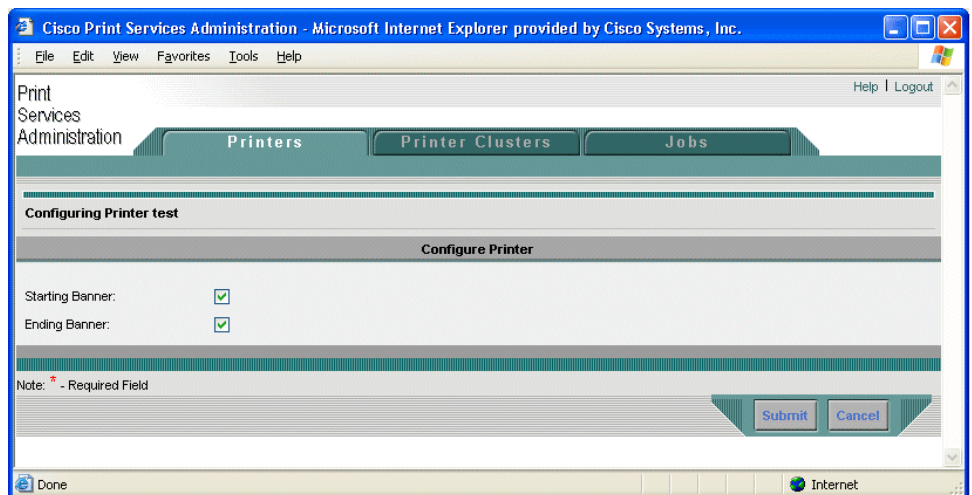 Cisco Print Services Administration - Microsoft Internet Explorer provided by Cisco Systems, Inc.
File Edit View Favorites Tools Help
Help | Logout
Print
Services
Administration
Printers Printer Clusters Jobs
Configuring Printer test
Configure Printer
Starting Banner:
Ending Banner:
Note: * - Required Field
Submit Cancel
Done Internet